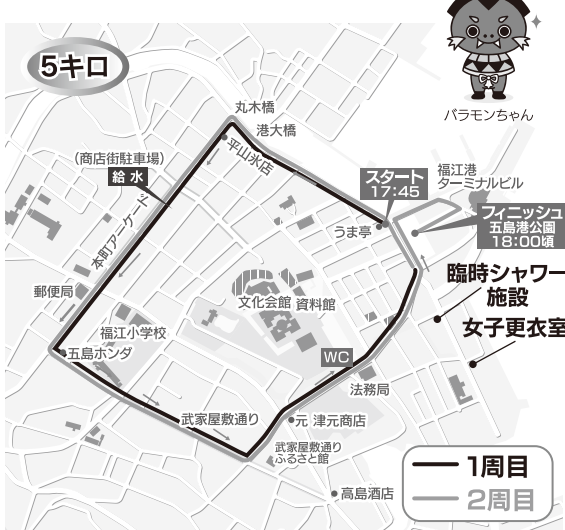 5キロ
バラモンちゃん
丸木橋
港大橋
平山氷店
(商店街駐車場)
給 水
スタート
17:45
福江港
ターミナルビル
うま亭
フィニッシュ
五島港公園
18:00頃
本町アーケード
臨時シャワー
施設
郵便局
文化会館
資料館
女子更衣室
福江小学校
五島ホンダ
WC
法務局
武家屋敷通り
元 津元商店
武家屋敷通り
ふるさと館
高島酒店
1周目
2周目